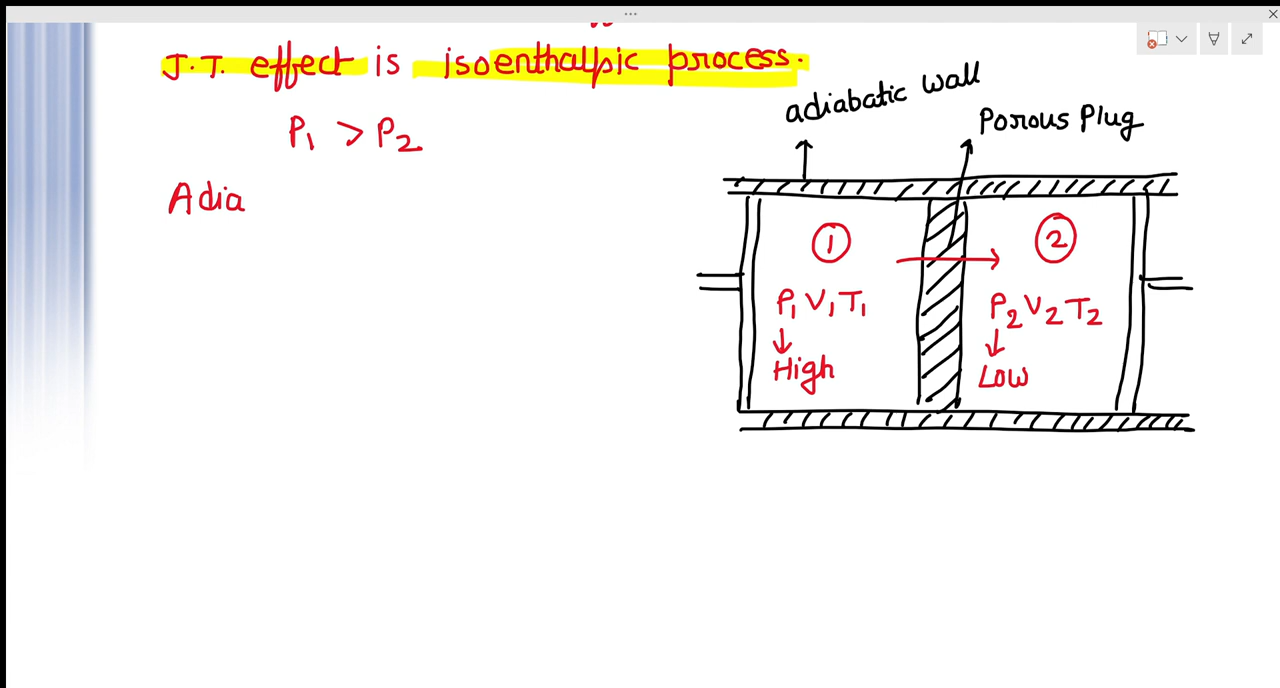 J.T. effect is isoenthalpic process.
P₁ > P₂
Adia
adiabatic wall
Porous Plug
①
②
P₁ V₁ T₁
P₂ V₂ T₂
↓
↓
High
Low